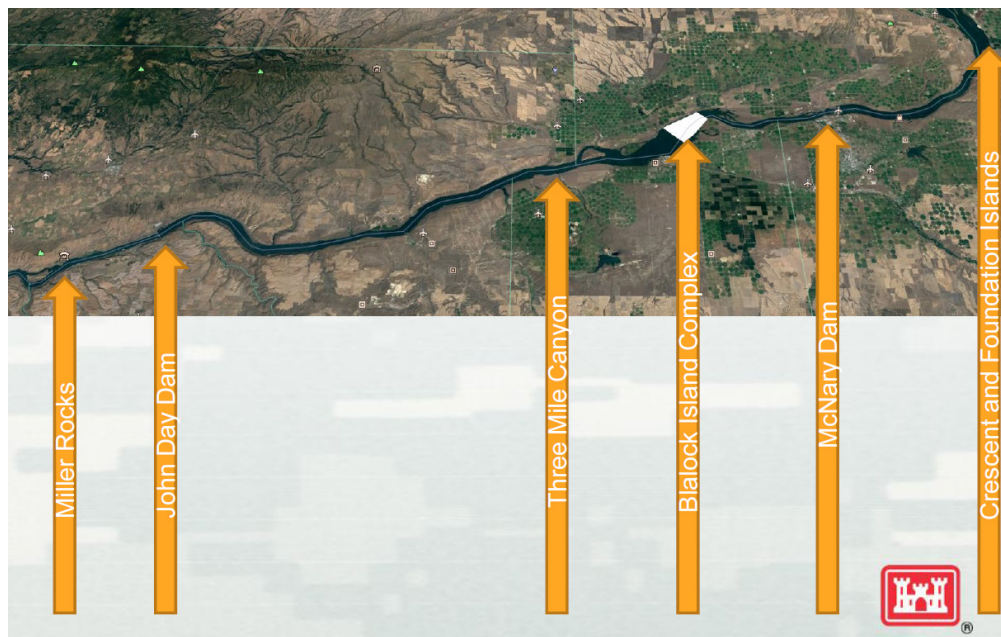 Miller Rocks
John Day Dam
Three Mile Canyon
Blalock Island Complex
McNary Dam
Crescent and Foundation Islands
®